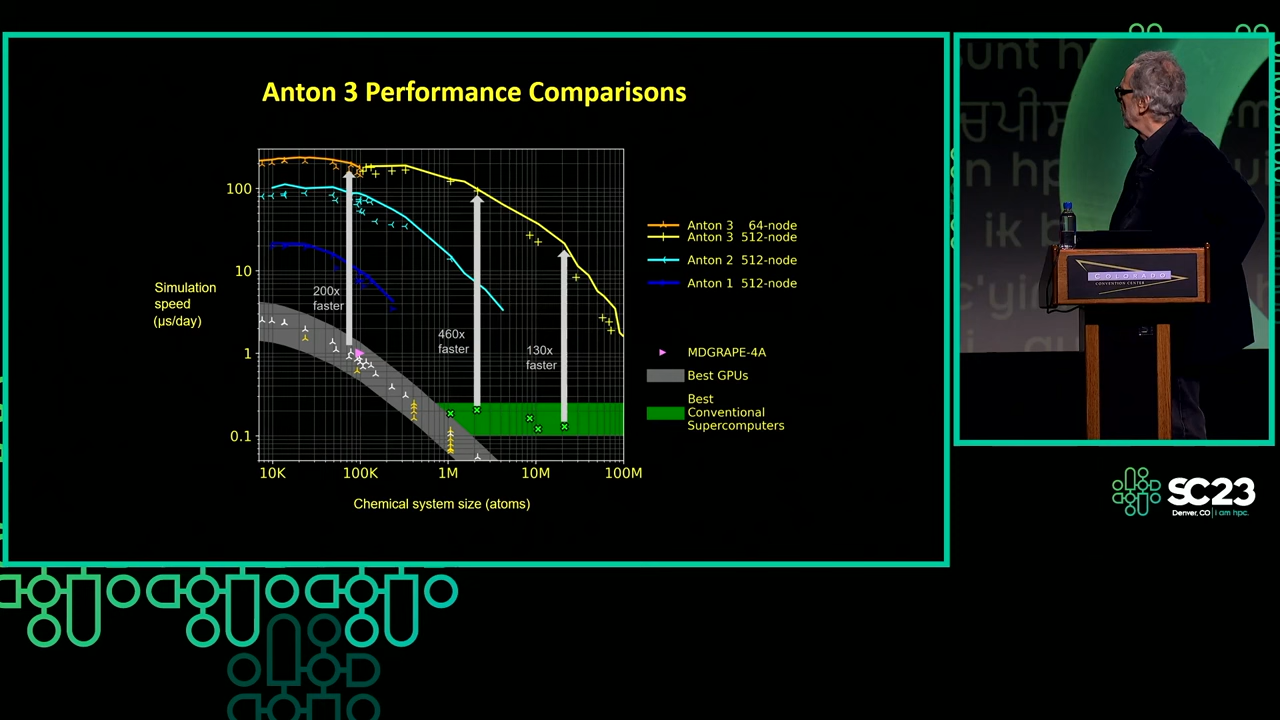 Anton 3 Performance Comparisons
100
10
1
0.1
Simulation
speed
(μs/day)
200x
faster
460x
faster
130x
faster
10K 100K 1M 10M 100M
Chemical system size (atoms)
Anton 3 64-node
Anton 3 512-node
Anton 2 512-node
Anton 1 512-node
MDGRAPE-4A
Best GPUs
Best
Conventional
Supercomputers
ik
COLORADO
CONVENTION CENTER
SC23
Denver, CO | i am hpc.